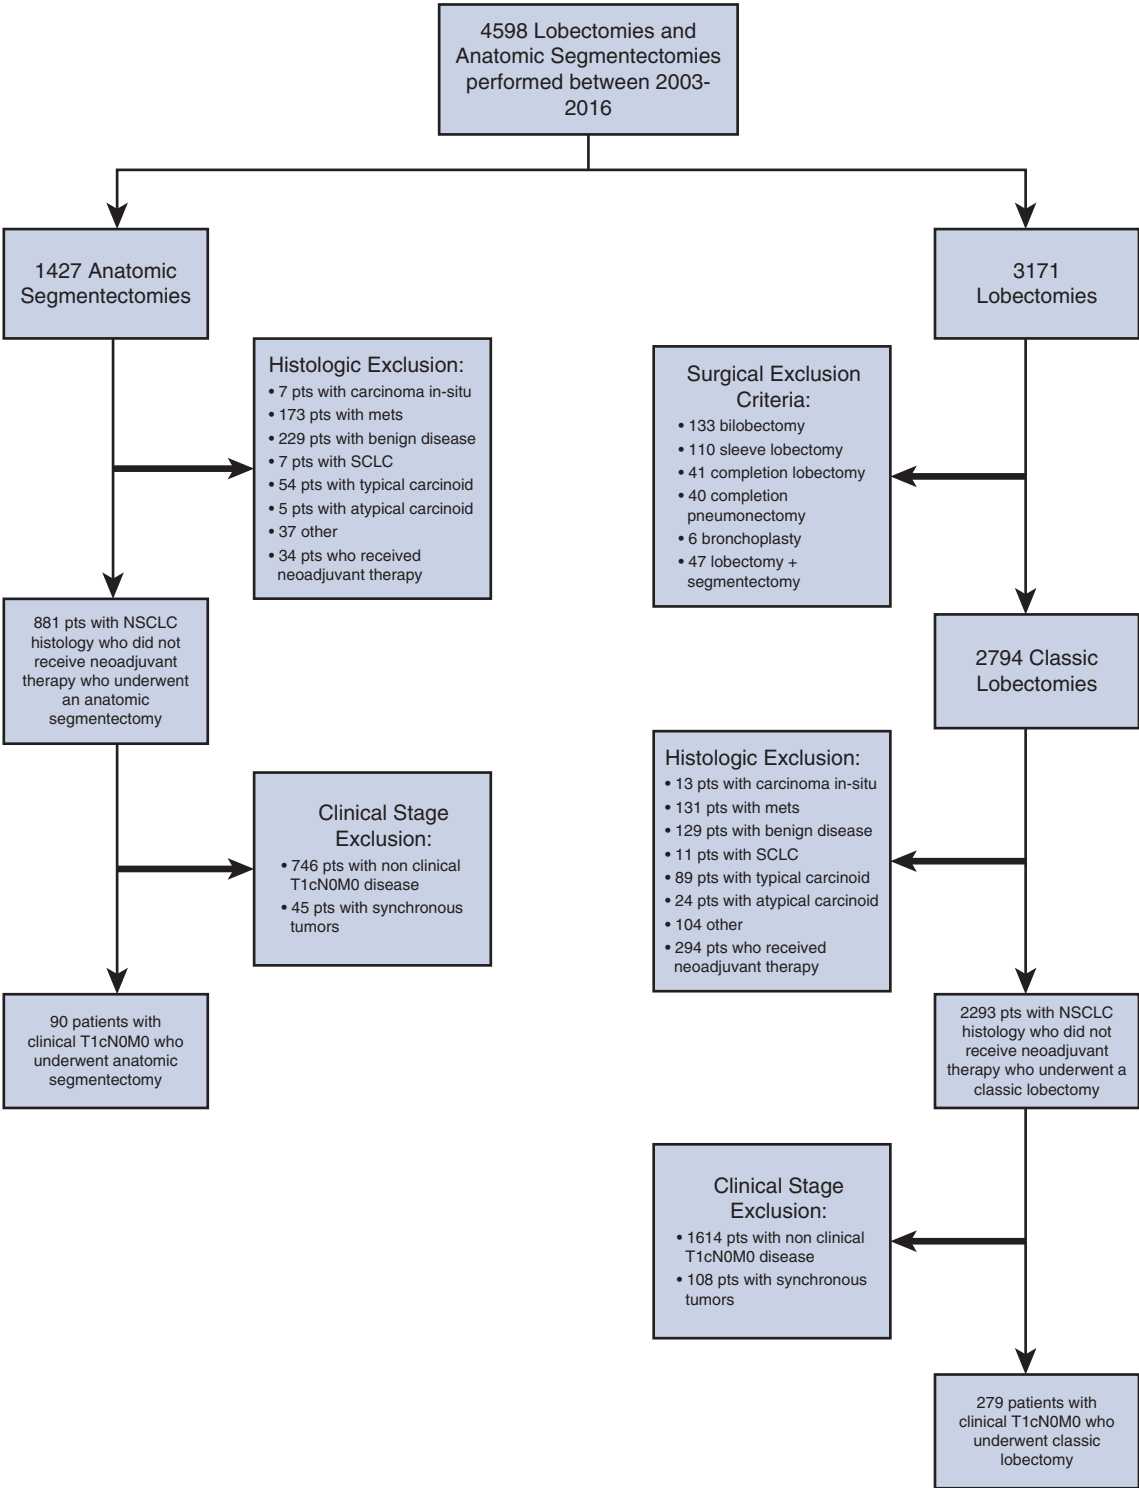 4598 Lobectomies and
Anatomic Segmentectomies
performed between 2003-
2016
1427 Anatomic
Segmentectomies
3171
Lobectomies
Histologic Exclusion:
• 7 pts with carcinoma in-situ
• 173 pts with mets
• 229 pts with benign disease
• 7 pts with SCLC
• 54 pts with typical carcinoid
• 5 pts with atypical carcinoid
• 37 other
• 34 pts who received
neoadjuvant therapy
Surgical Exclusion
Criteria:
• 133 bilobectomy
• 110 sleeve lobectomy
• 41 completion lobectomy
• 40 completion
pneumonectomy
• 6 bronchoplasty
• 47 lobectomy +
segmentectomy
881 pts with NSCLC
histology who did not
receive neoadjuvant
therapy who underwent
an anatomic
segmentectomy
2794 Classic
Lobectomies
Clinical Stage
Exclusion:
• 746 pts with non clinical
T1cN0M0 disease
• 45 pts with synchronous
tumors
Histologic Exclusion:
• 13 pts with carcinoma in-situ
• 131 pts with mets
• 129 pts with benign disease
• 11 pts with SCLC
• 89 pts with typical carcinoid
• 24 pts with atypical carcinoid
• 104 other
• 294 pts who received
neoadjuvant therapy
90 patients with
clinical T1cN0M0 who
underwent anatomic
segmentectomy
2293 pts with NSCLC
histology who did not
receive neoadjuvant
therapy who underwent a
classic lobectomy
Clinical Stage
Exclusion:
• 1614 pts with non clinical
T1cN0M0 disease
• 108 pts with synchronous
tumors
279 patients with
clinical T1cN0M0 who
underwent classic
lobectomy